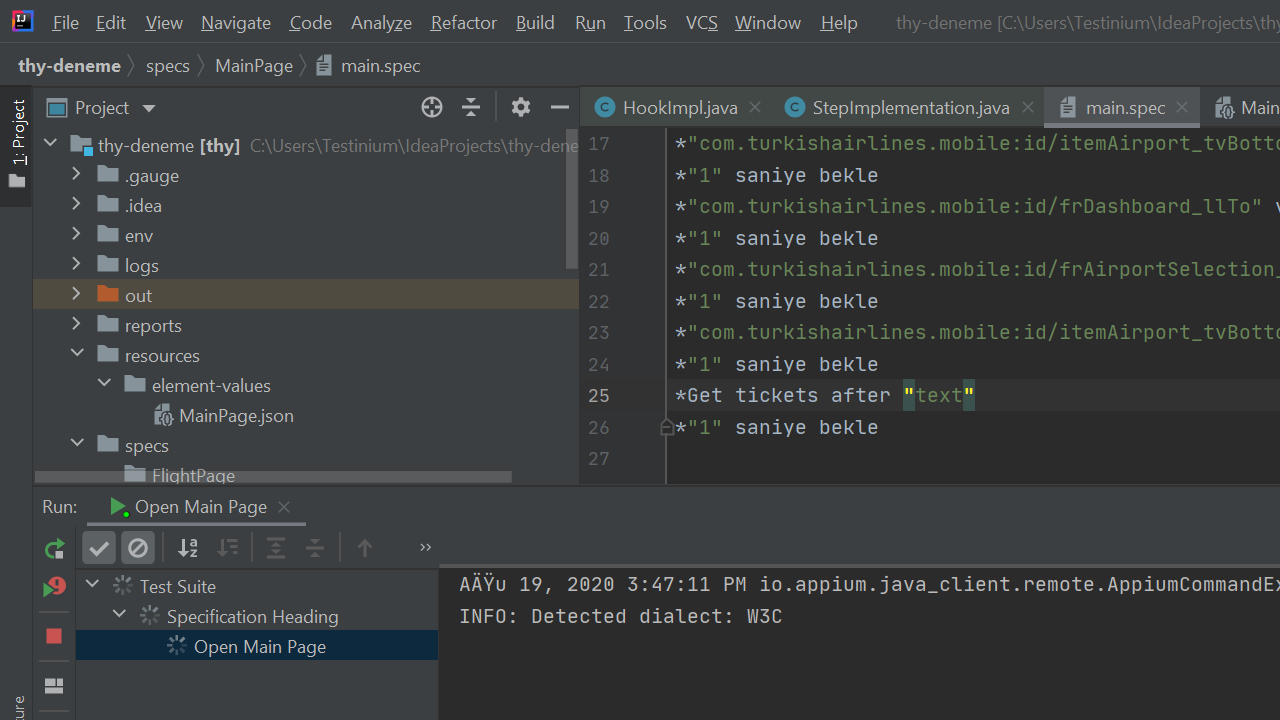 File Edit View Navigate Code Analyze Refactor Build Run Tools VCS Window Help thy-deneme [C:\Users\Testinium\IdeaProjects\thy
thy-deneme specs MainPage main.spec
1: Project
Project
thy-deneme [thy] C:\Users\Testinium\IdeaProjects\thy-dene
.gauge
.idea
env
logs
out
reports
resources
element-values
MainPage.json
specs
FlightPage
HookImpl.java StepImplementation.java main.spec Main
17 *"com.turkishairlines.mobile:id/itemAirport_tvBotto
18 *"1" saniye bekle
19 *"com.turkishairlines.mobile:id/frDashboard_llTo" v
20 *"1" saniye bekle
21 *"com.turkishairlines.mobile:id/frAirportSelection_
22 *"1" saniye bekle
23 *"com.turkishairlines.mobile:id/itemAirport_tvBotto
24 *"1" saniye bekle
25 *Get tickets after "text"
26 *"1" saniye bekle
27
Run: Open Main Page
Test Suite
Specification Heading
Open Main Page
AÄŸu 19, 2020 3:47:11 PM io.appium.java_client.remote.AppiumCommandEx
INFO: Detected dialect: W3C